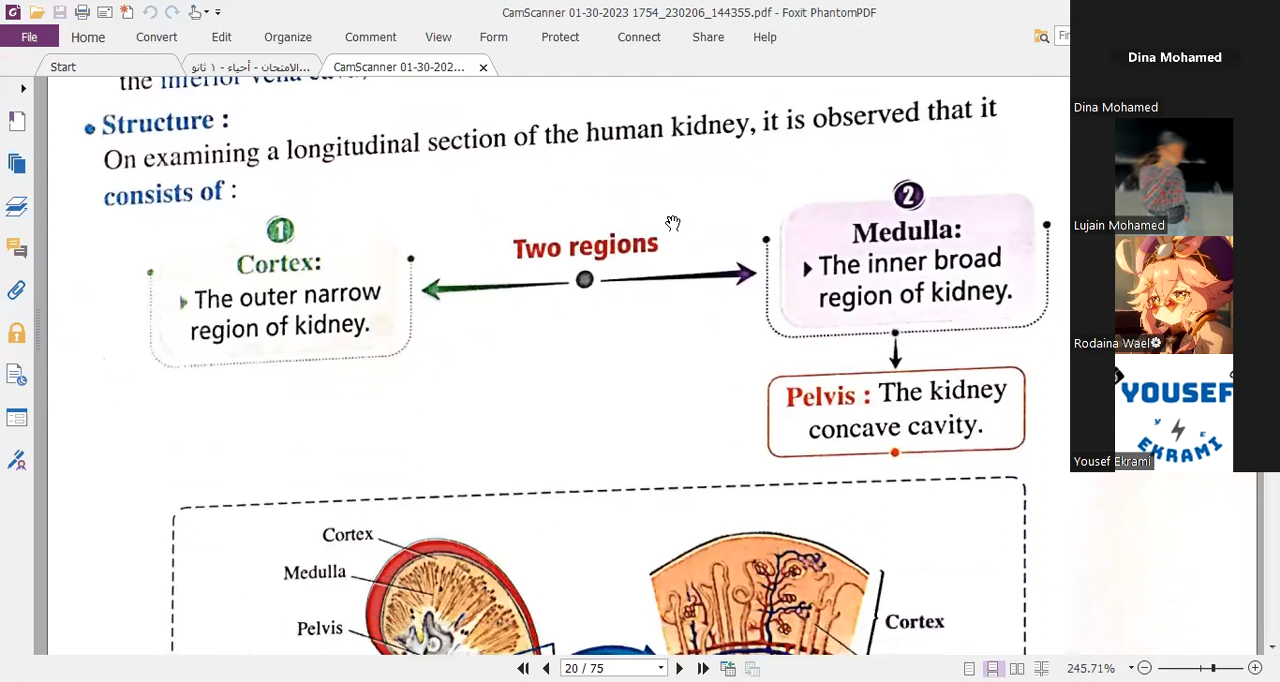 CamScanner 01-30-2023 1754_230206_144355.pdf - Foxit PhantomPDF
File Home Convert Edit Organize Comment View Form Protect Connect Share Help
Start
الامتحان - أحياء - ١ ثانو...
CamScanner 01-30-202...
• Structure :
On examining a longitudinal section of the human kidney, it is observed that it
consists of :
1
Cortex:
The outer narrow
region of kidney.
Two regions
2
Medulla:
The inner broad
region of kidney.
Pelvis : The kidney
concave cavity.
Cortex
Medulla
Pelvis
Cortex
20 / 75
245.71%
Dina Mohamed
Dina Mohamed
Lujain Mohamed
Rodaina Wael
YOUSEF
Y E
EKRAMI
Yousef Ekrami